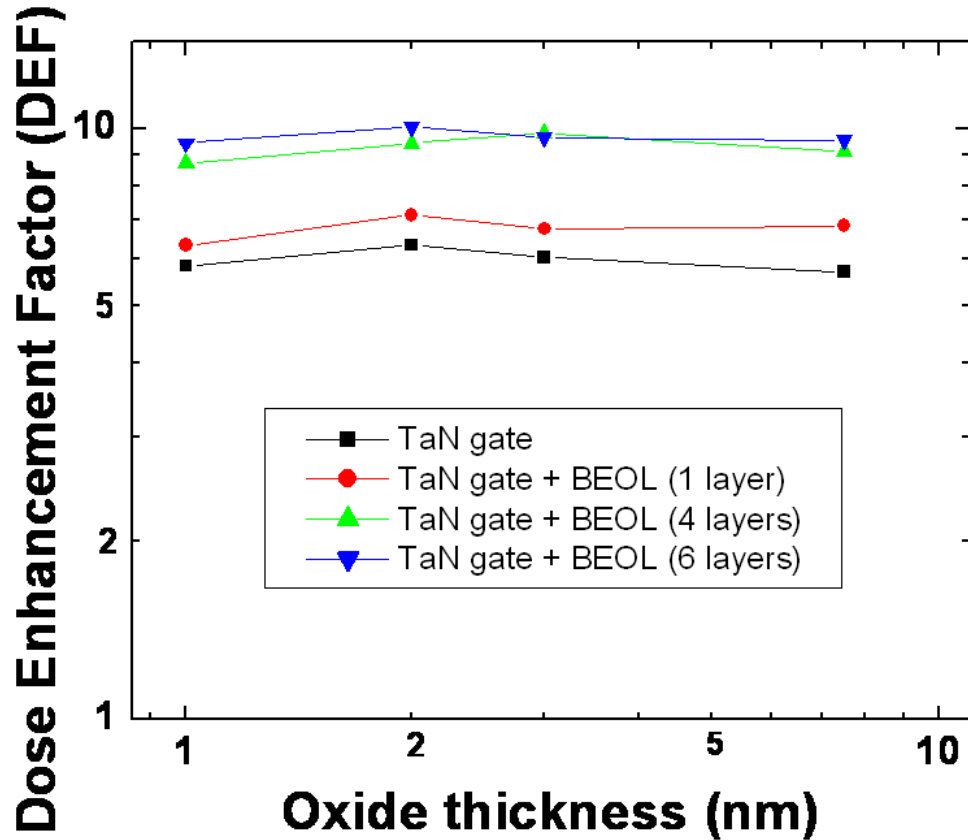 Dose Enhancement Factor (DEF)
10
5
2
1
TaN gate
TaN gate + BEOL (1 layer)
TaN gate + BEOL (4 layers)
TaN gate + BEOL (6 layers)
1 2 5 10
Oxide thickness (nm)